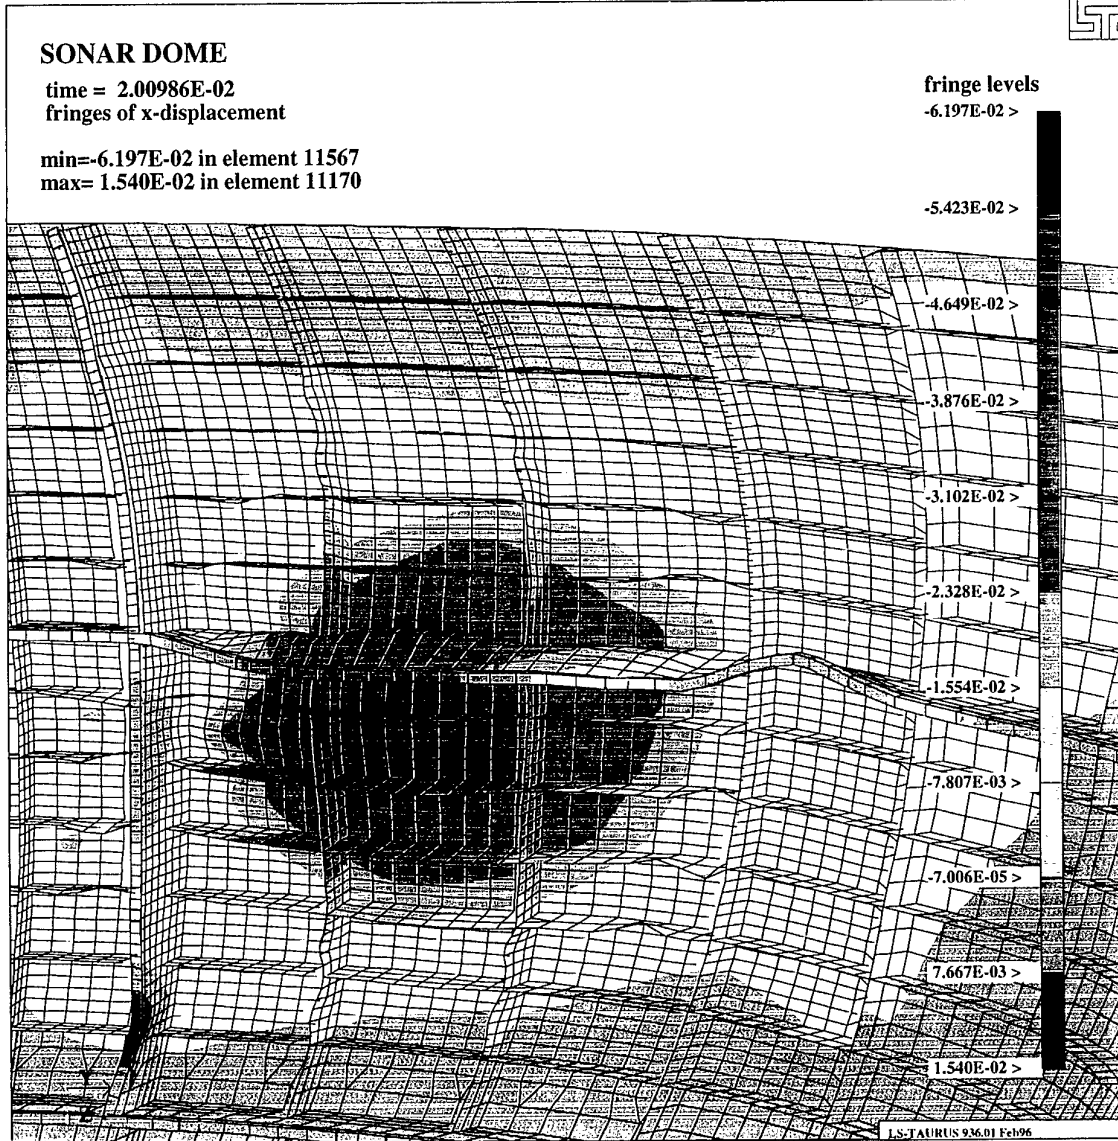 SONAR DOME
time = 2.00986E-02
fringes of x-displacement
min=-6.197E-02 in element 11567
max= 1.540E-02 in element 11170
fringe levels
-6.197E-02 >
-5.423E-02 >
-4.649E-02 >
-3.876E-02 >
-3.102E-02 >
-2.328E-02 >
-1.554E-02 >
-7.807E-03 >
-7.006E-05 >
7.667E-03 >
1.540E-02 >
LS-TAURUS 936.01 Feb96